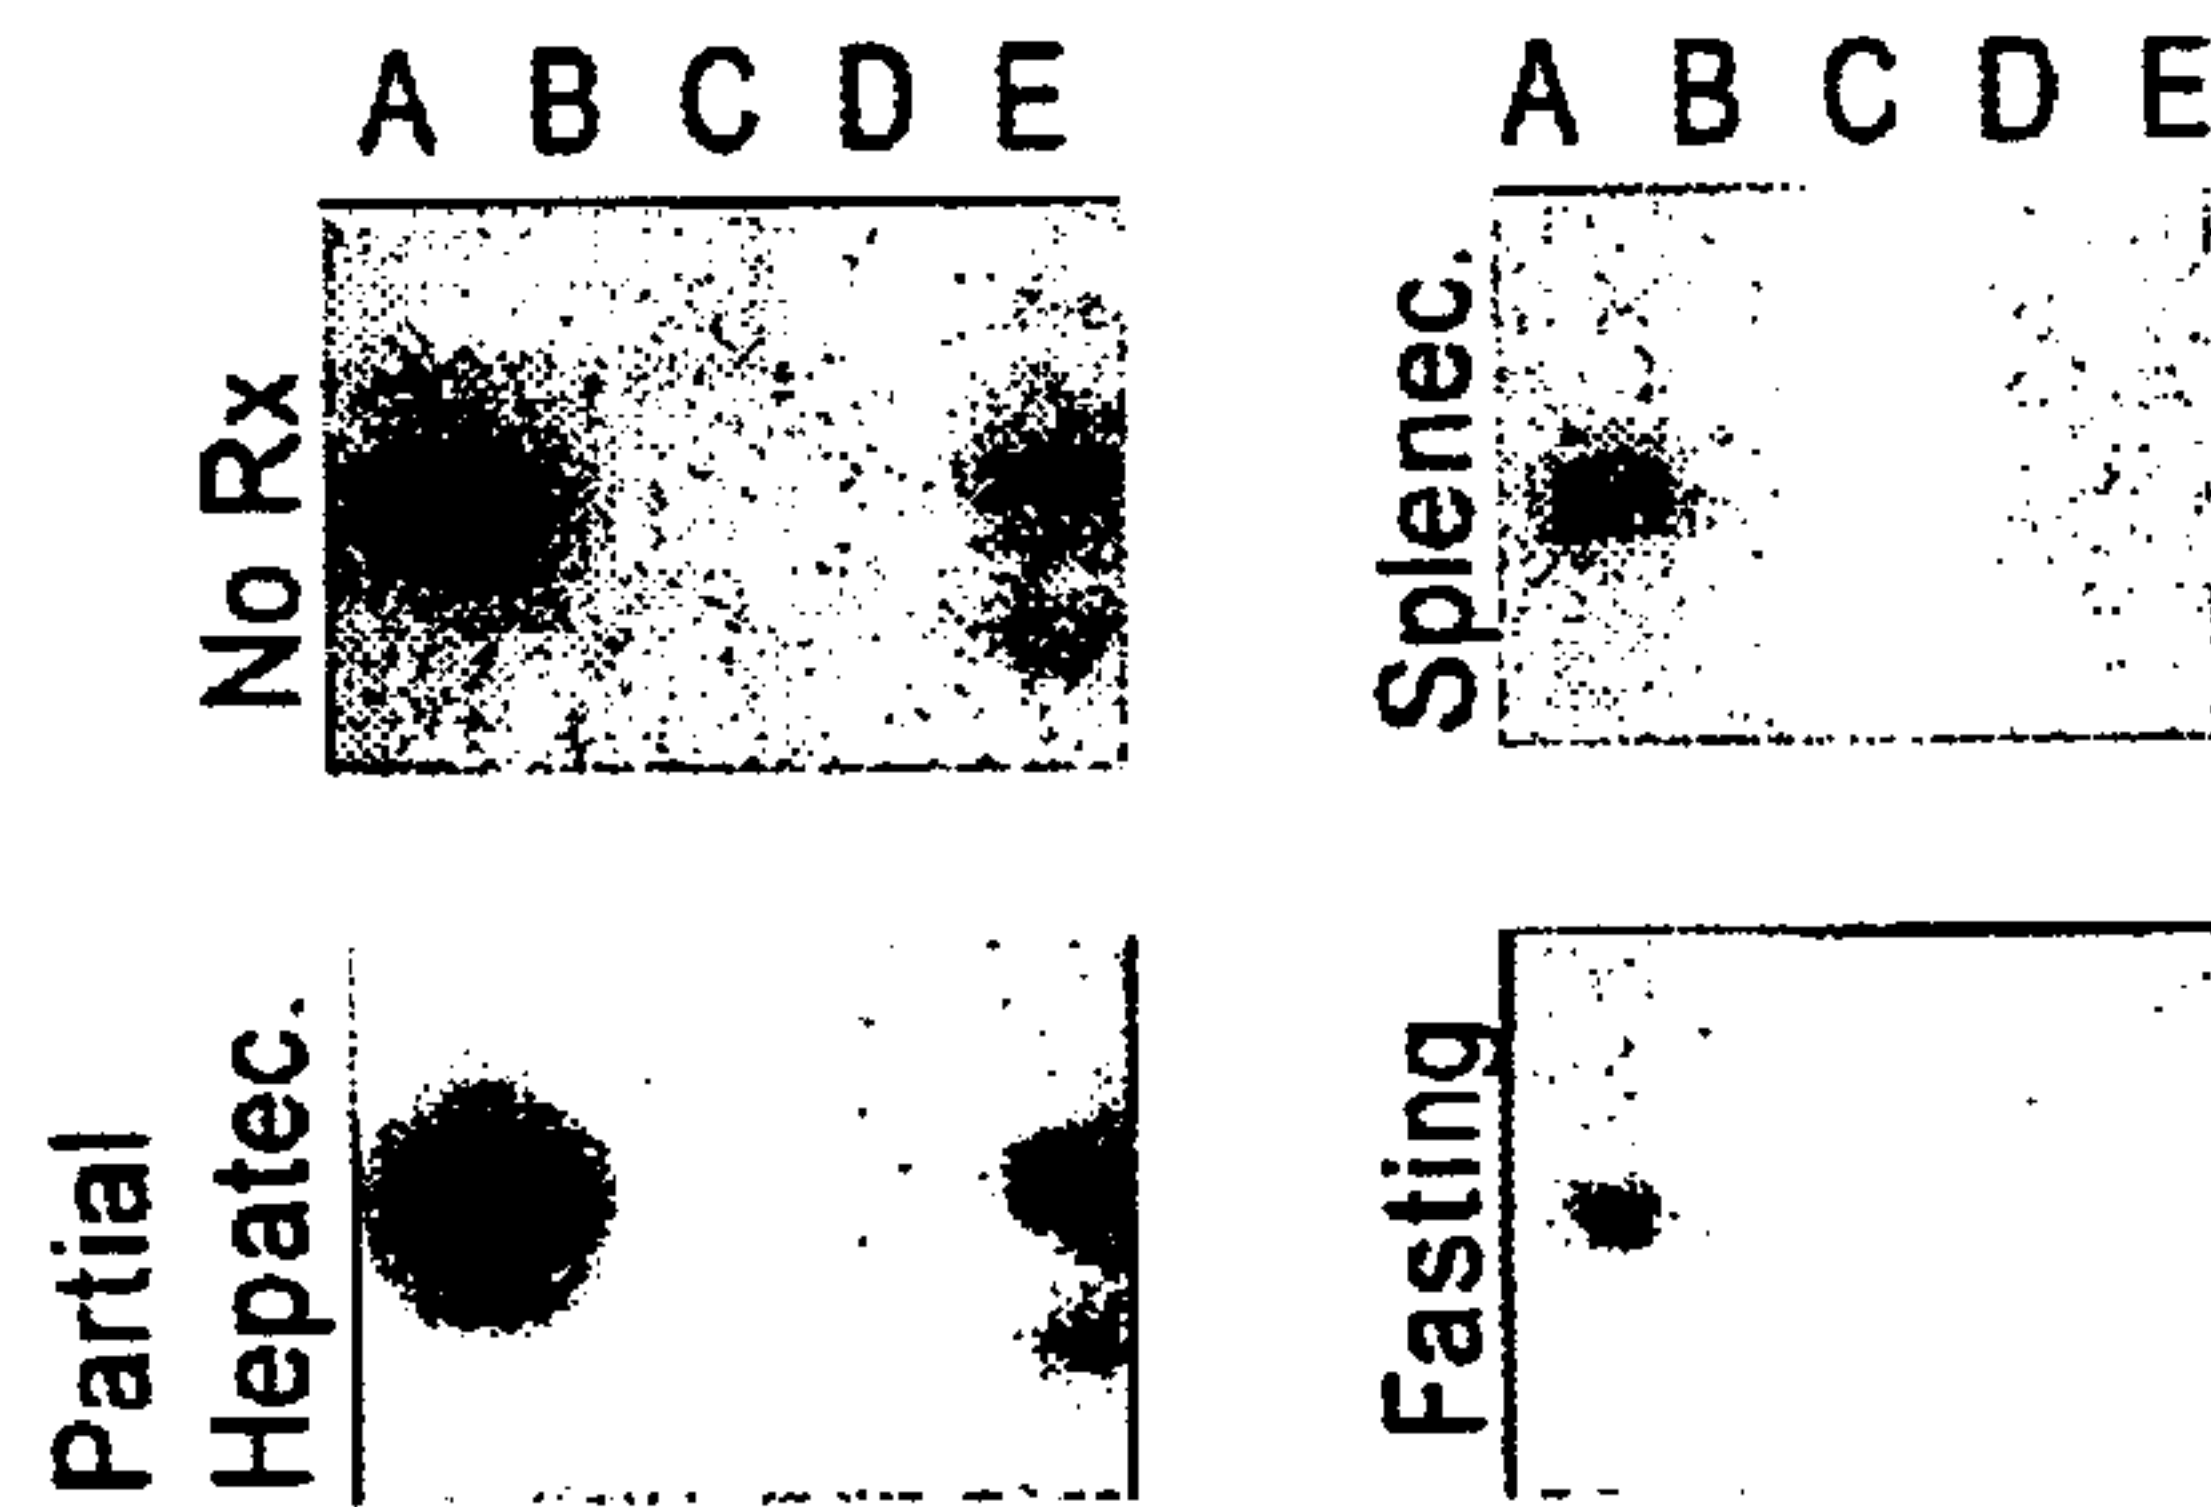 A B C D E
A B C D E
No Rx
Splenec.
Partial
Hepatec.
Fasting